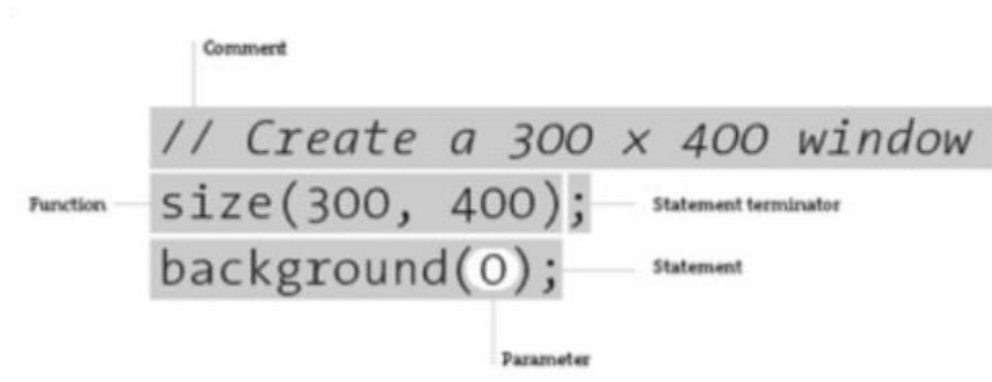 Comment
// Create a 300 x 400 window
Function size(300, 400); Statement terminator
background(0); Statement
Parameter